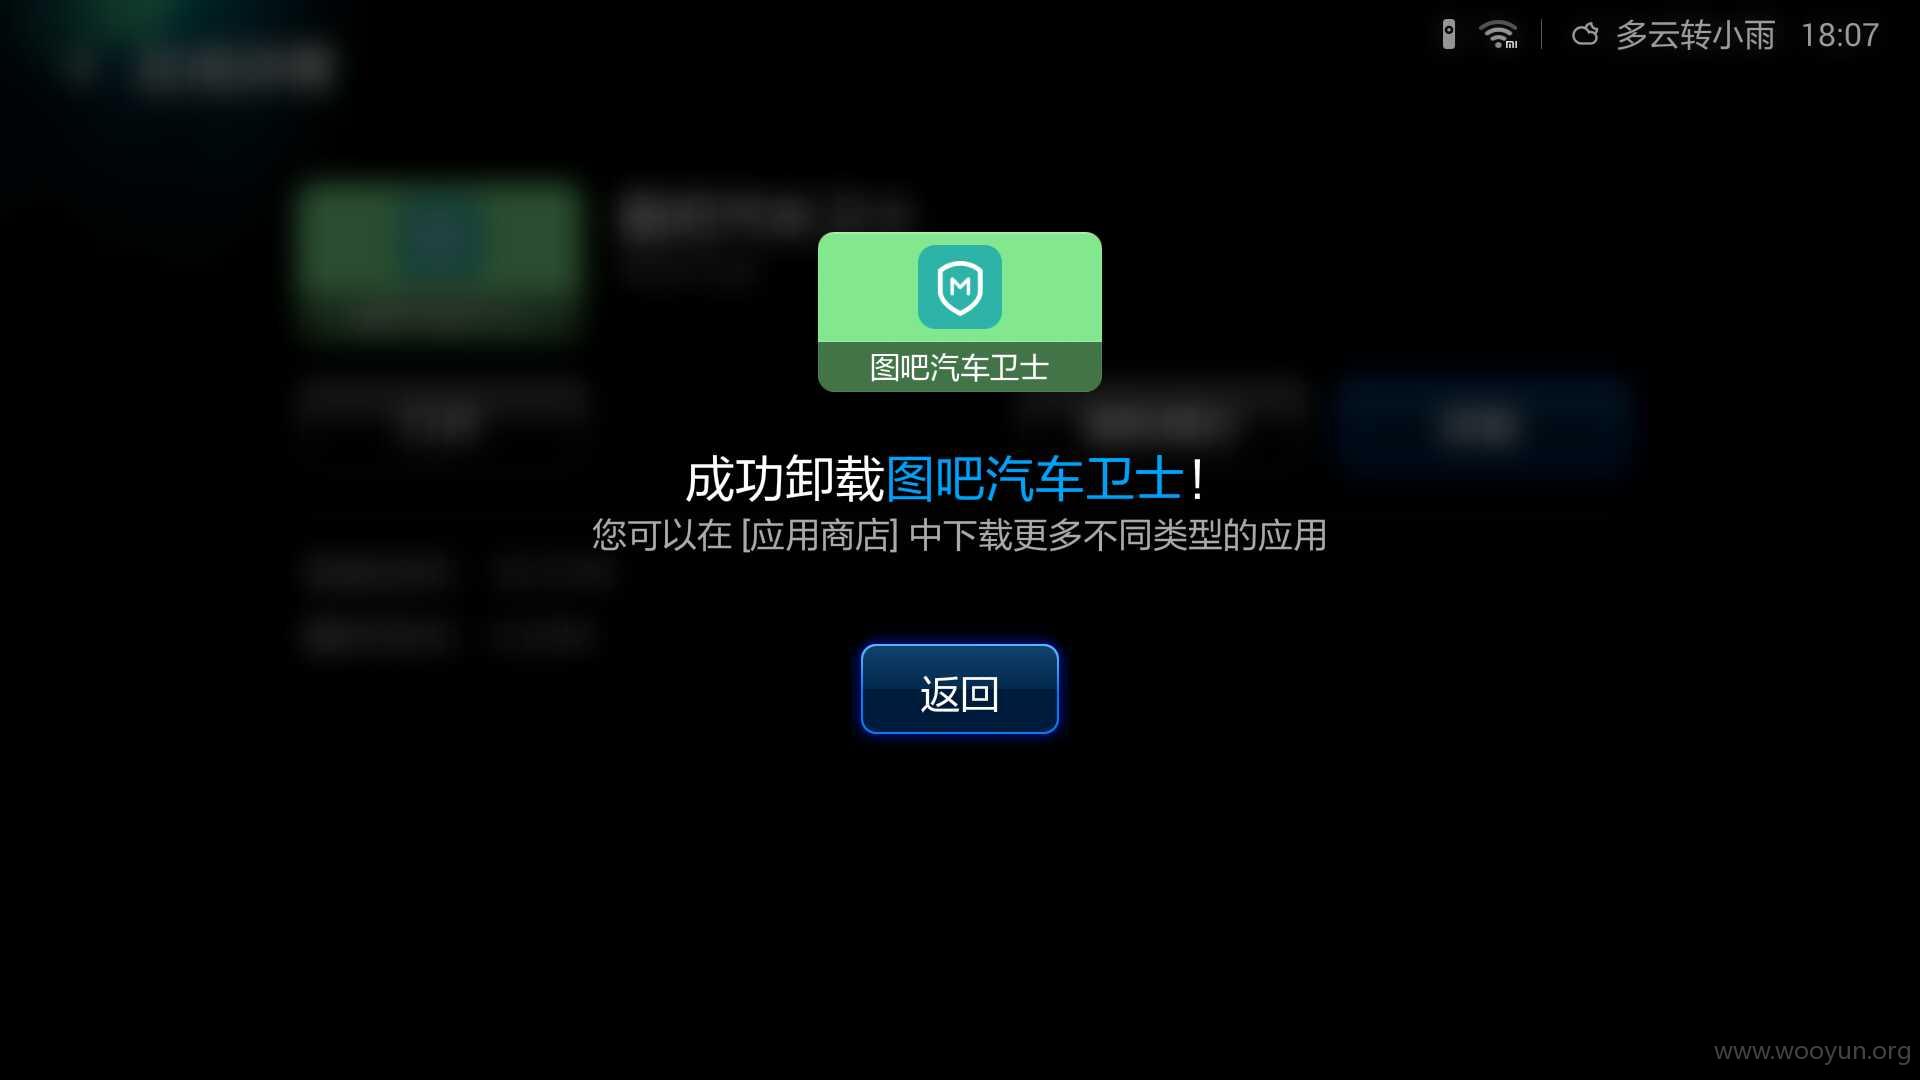 多云转小雨 18:07
图吧汽车卫士
成功卸载图吧汽车卫士！
您可以在 [应用商店] 中下载更多不同类型的应用
返回
www.wooyun.org